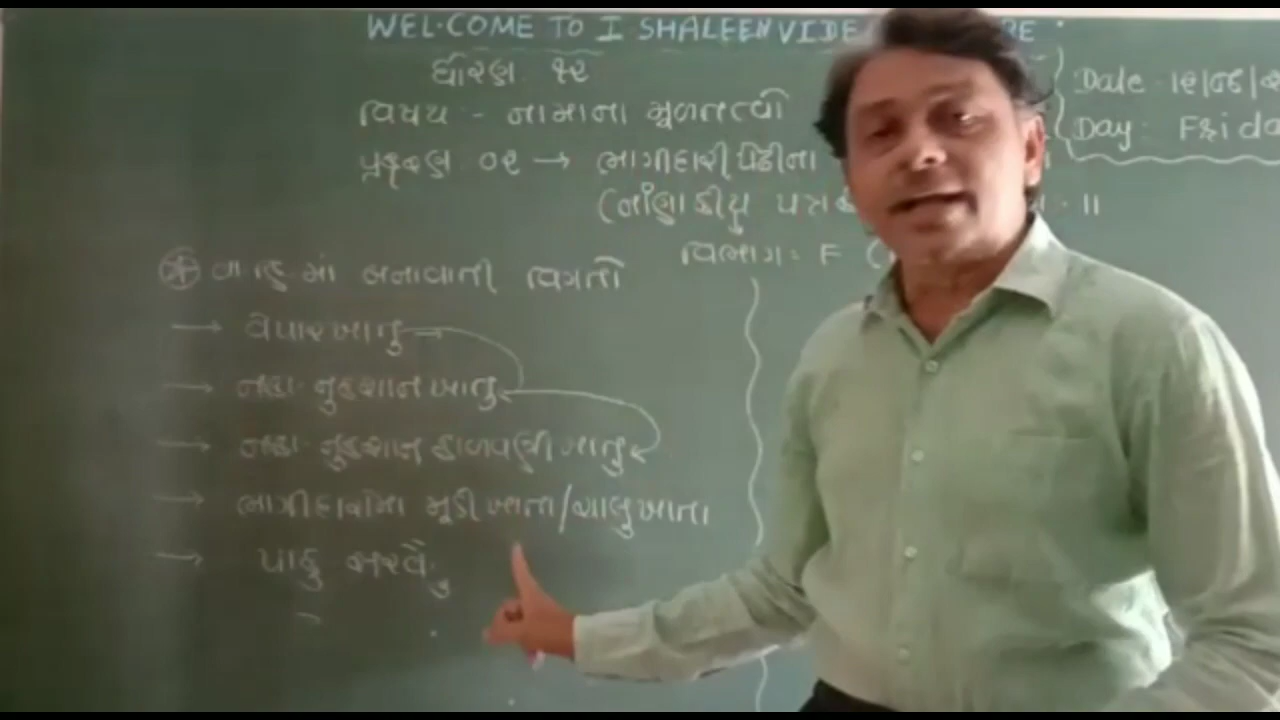 WEL-COME TO I SHALEEN VIDE
ધોરણ ૧૨
Date
વિષય :- નામાના મૂળતત્વો
Day: Frida
પ્રકરણ ૦૨ → ભાગીદારી પેઢીના
(નાંણાકીય પત્રકો
વિભાગ: F
માં બનાવાતી વિગતો
→ વેપારખાતુ
→ નફા-નુકશાન ખાતુ
→ નફા-નુકશાન ફાળવણી ખાતુ
→ ભાગીદારોના મૂડી ખાતા/ચાલુ ખાતા
→ પાકુ સરવૈયુ